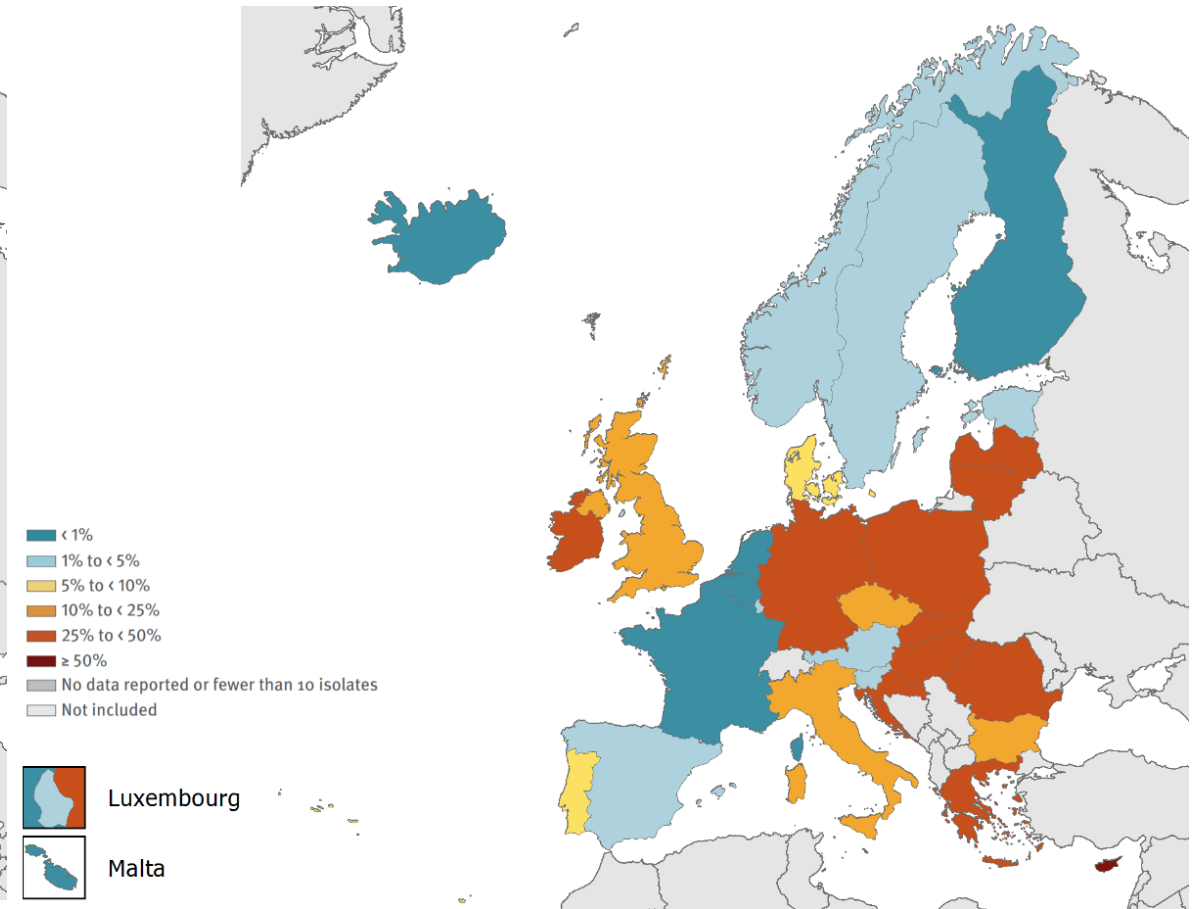 < 1%
1% to < 5%
5% to < 10%
10% to < 25%
25% to < 50%
≥ 50%
No data reported or fewer than 10 isolates
Not included
Luxembourg
Malta